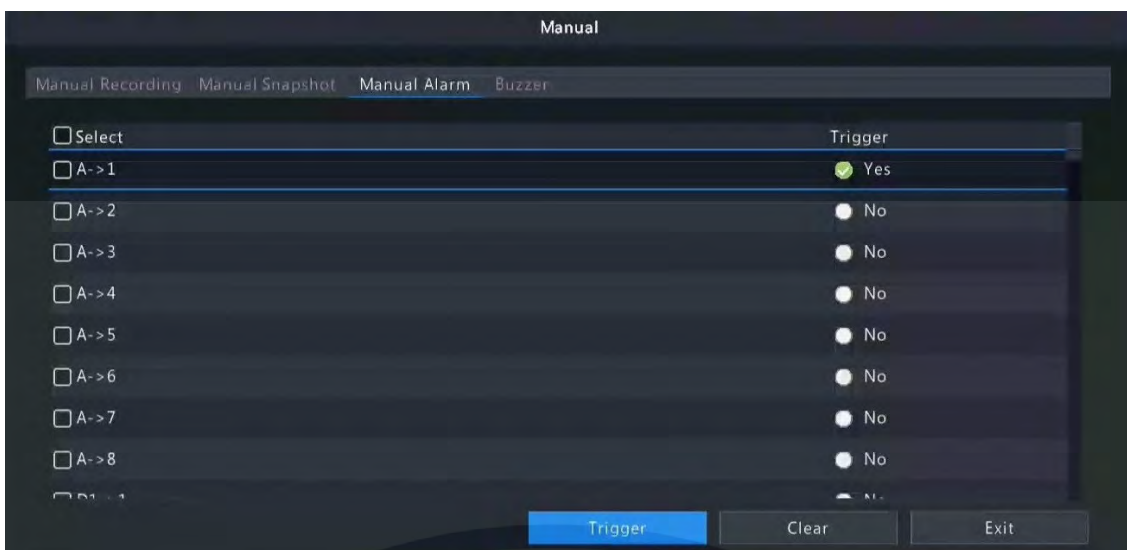 Manual
Manual Recording Manual Snapshot Manual Alarm Buzzer
Select Trigger
A->1 Yes
A->2 No
A->3 No
A->4 No
A->5 No
A->6 No
A->7 No
A->8 No
Trigger Clear Exit